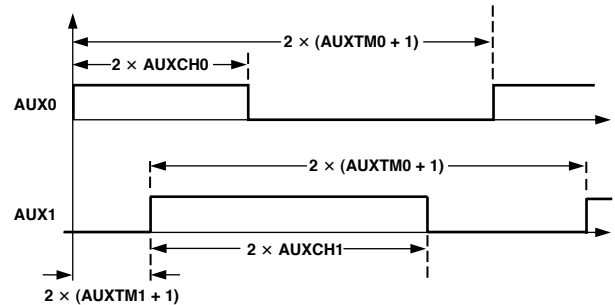 2 × (AUXTM0 + 1)
2 × AUXCH0
AUX0
2 × (AUXTM0 + 1)
AUX1
2 × AUXCH1
2 × (AUXTM1 + 1)